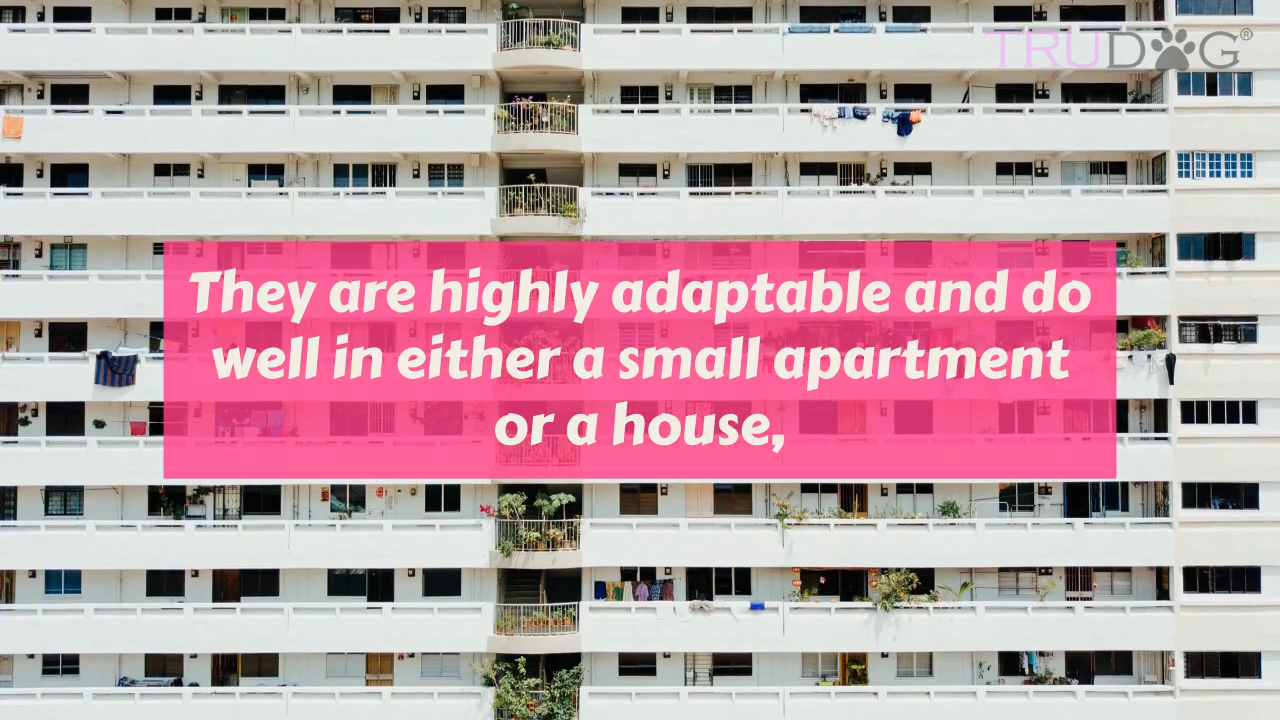 TRUDOG®
They are highly adaptable and do
well in either a small apartment
or a house,